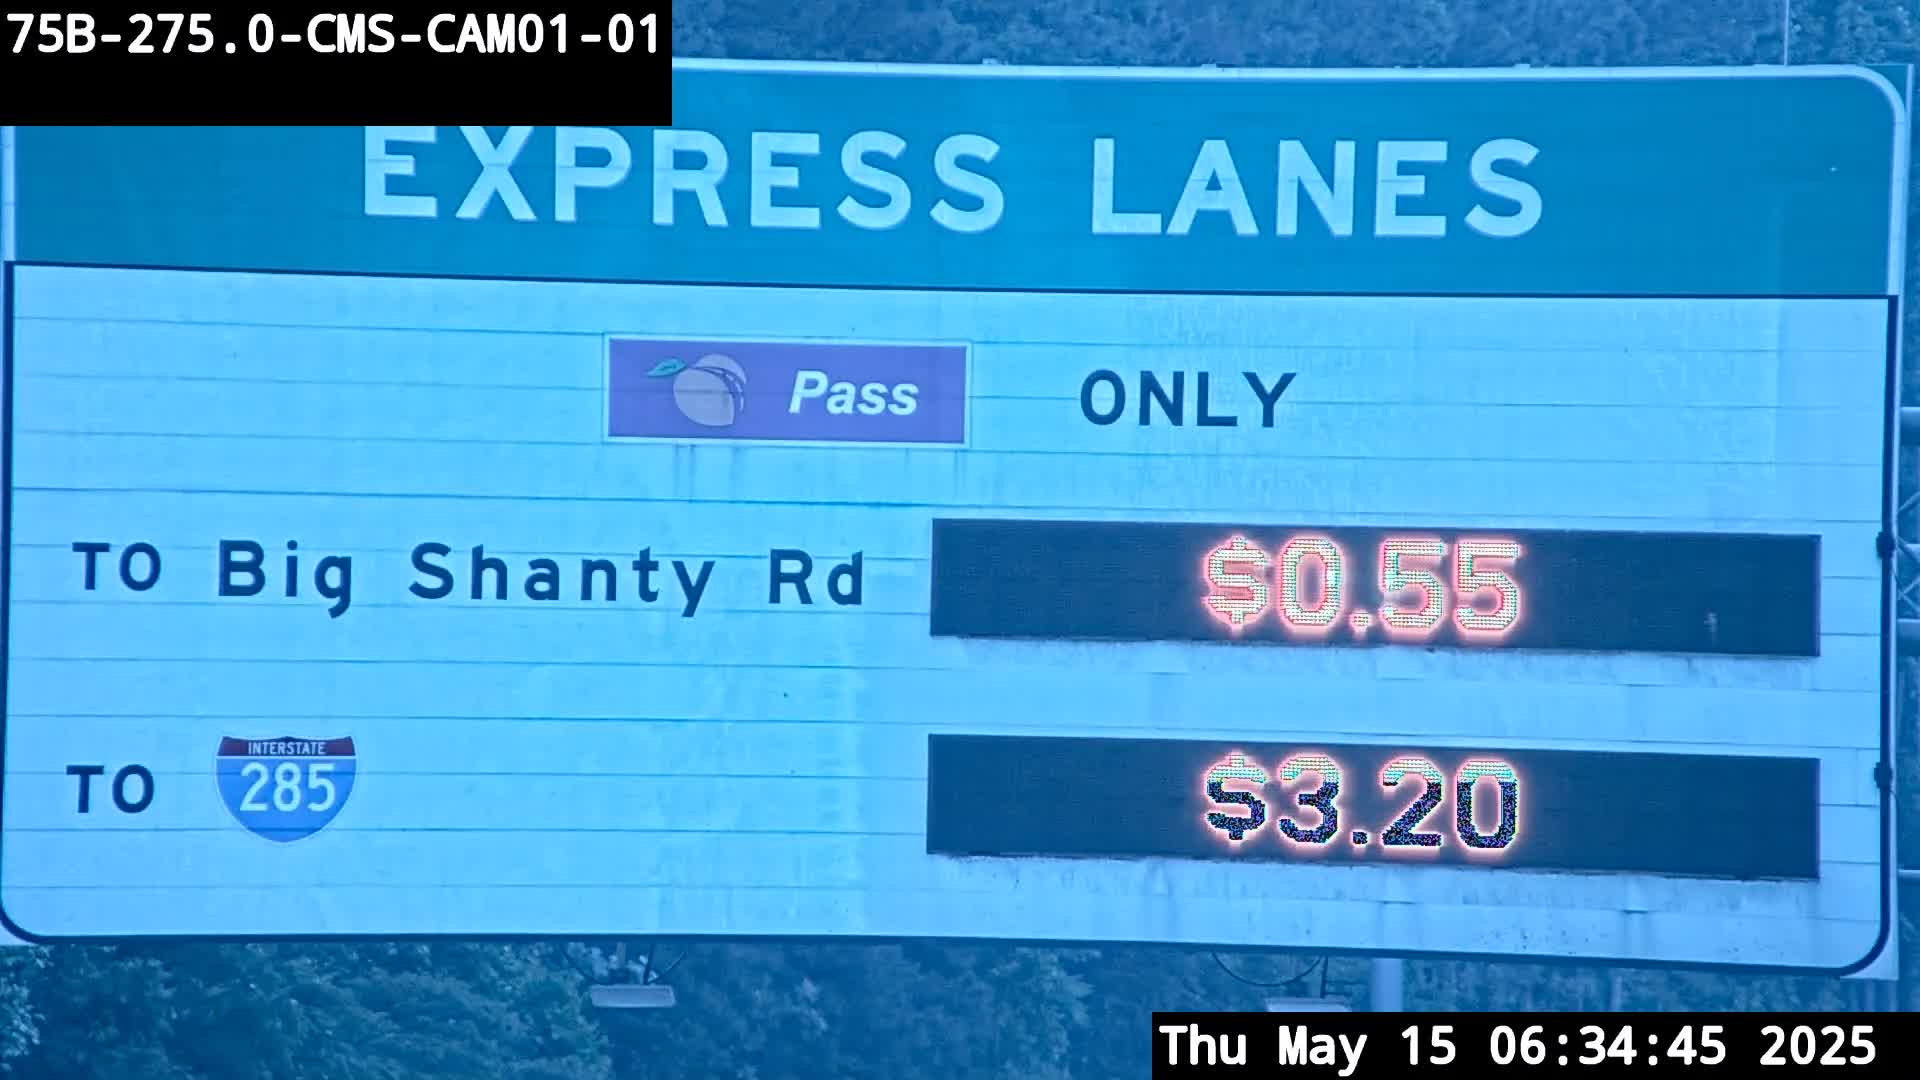 75B-275.0-CMS-CAM01-01
EXPRESS LANES
Pass ONLY
TO Big Shanty Rd $0.55
TO INTERSTATE 285 $3.20
Thu May 15 06:34:45 2025